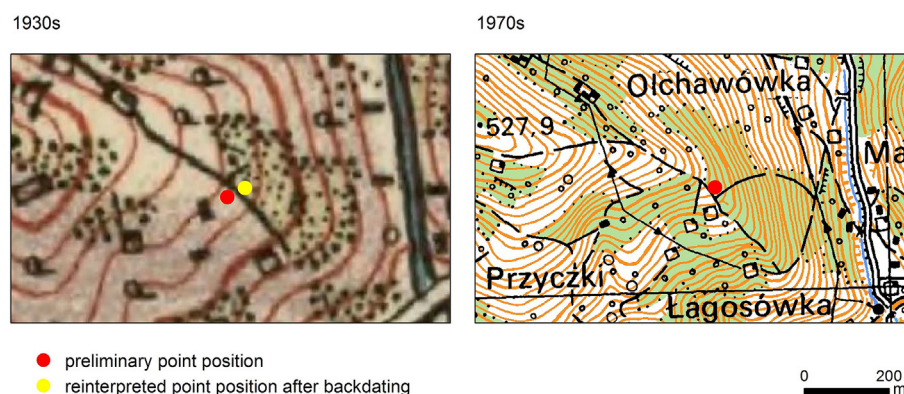 1930s
1970s
Olchawówka
527,9
Ma
Przyczki
Łagosówka
preliminary point position
reinterpreted point position after backdating
0 200
m